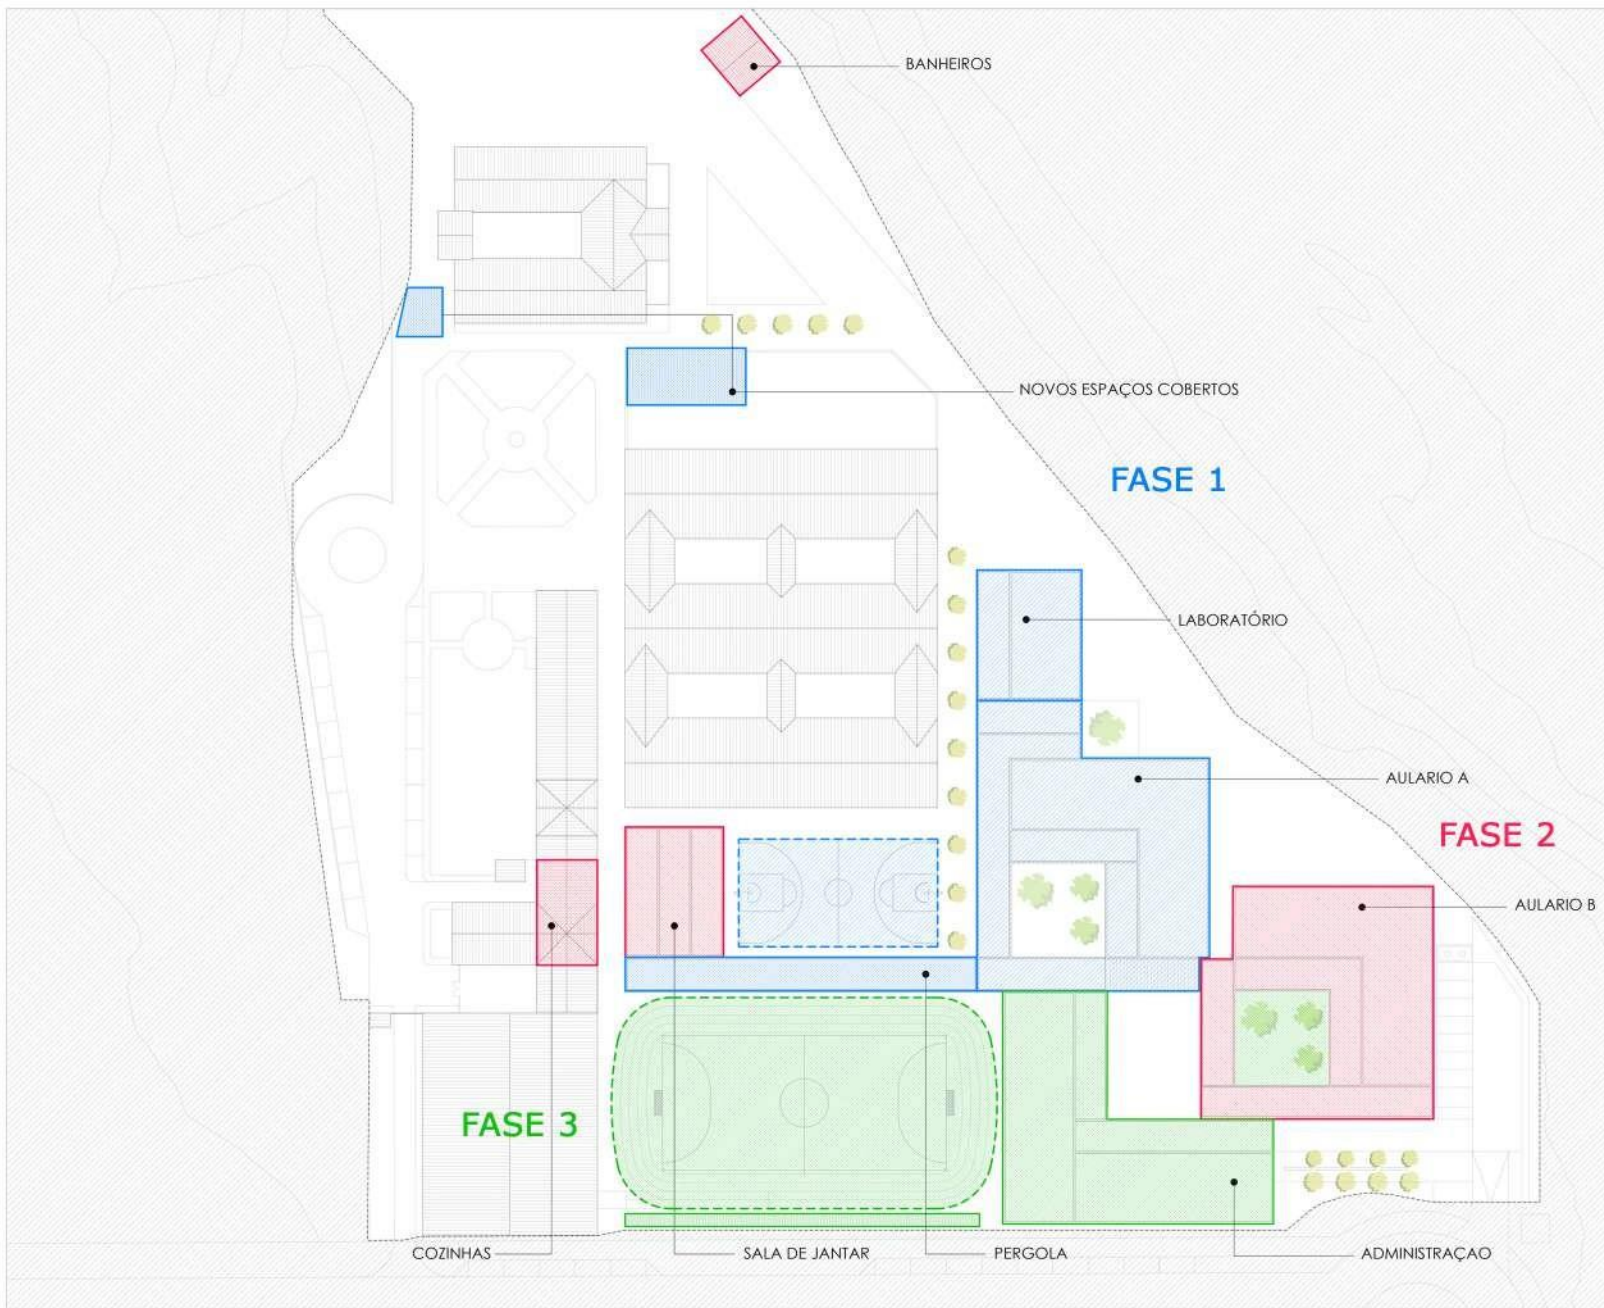 BANHEIROS
NOVOS ESPAÇOS COBERTOS
FASE 1
LABORATÓRIO
AULARIO A
FASE 2
AULARIO B
FASE 3
COZINHAS
SALA DE JANTAR
PERGOLA
ADMINISTRAÇAO